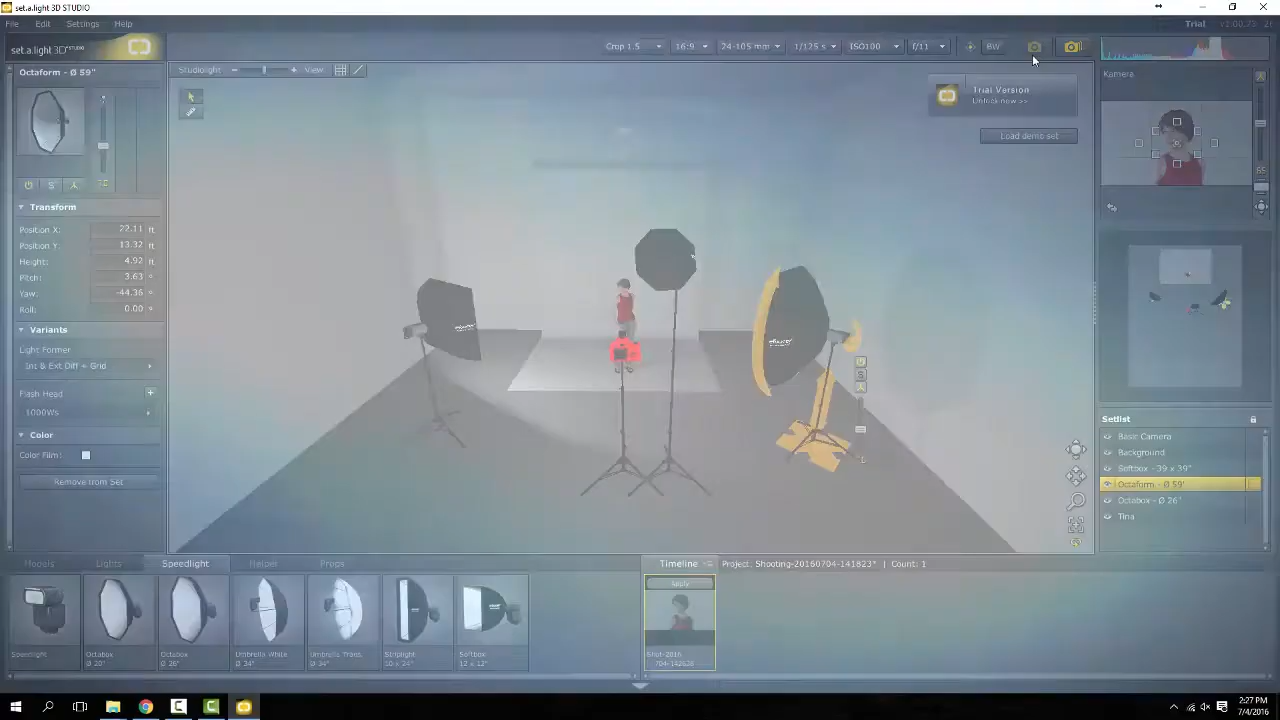 set.a.light 3D STUDIO
File Edit Settings Help
Trial
set.a.light 3D STUDIO
Crop 1.5 16:9 24-105 mm 1/125 s ISO100 f/11 BW
Octaform - Ø 59"
Studiolight View
Kamera
Trial Version
Unlock now >>
Load demo set
65
Transform
Position X: 22.11 ft
Position Y: 13.32 ft
Height: 4.92 ft
Pitch: 3.63 °
Yaw: -44.36 °
Roll: 0.00 °
Variants
Light Former
Int & Ext Diff + Grid
Flash Head
1000Ws
Color
Color Film:
Remove from Set
Setlist
Basic Camera
Background
Softbox - 39 x 39"
Octaform - Ø 59"
Octabox - Ø 26"
Tina
Models Lights Speedlight Helper Props
Timeline Project: Shooting-20160704-141823* | Count: 1
Apply
Speedlight
Octabox
Ø 20"
Octabox
Ø 26"
Umbrella White
Ø 34"
Umbrella Trans.
Ø 34"
Striplight
10 x 24"
Softbox
12 x 12"
Shot-2016
704-142628
2:27 PM
7/4/2016